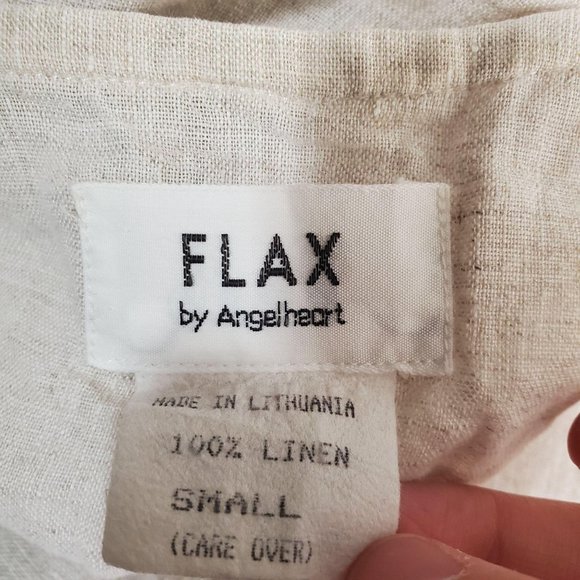 FLAX
by Angelheart
MADE IN LITHUANIA
100% LINEN
SMALL
(CARE OVER)